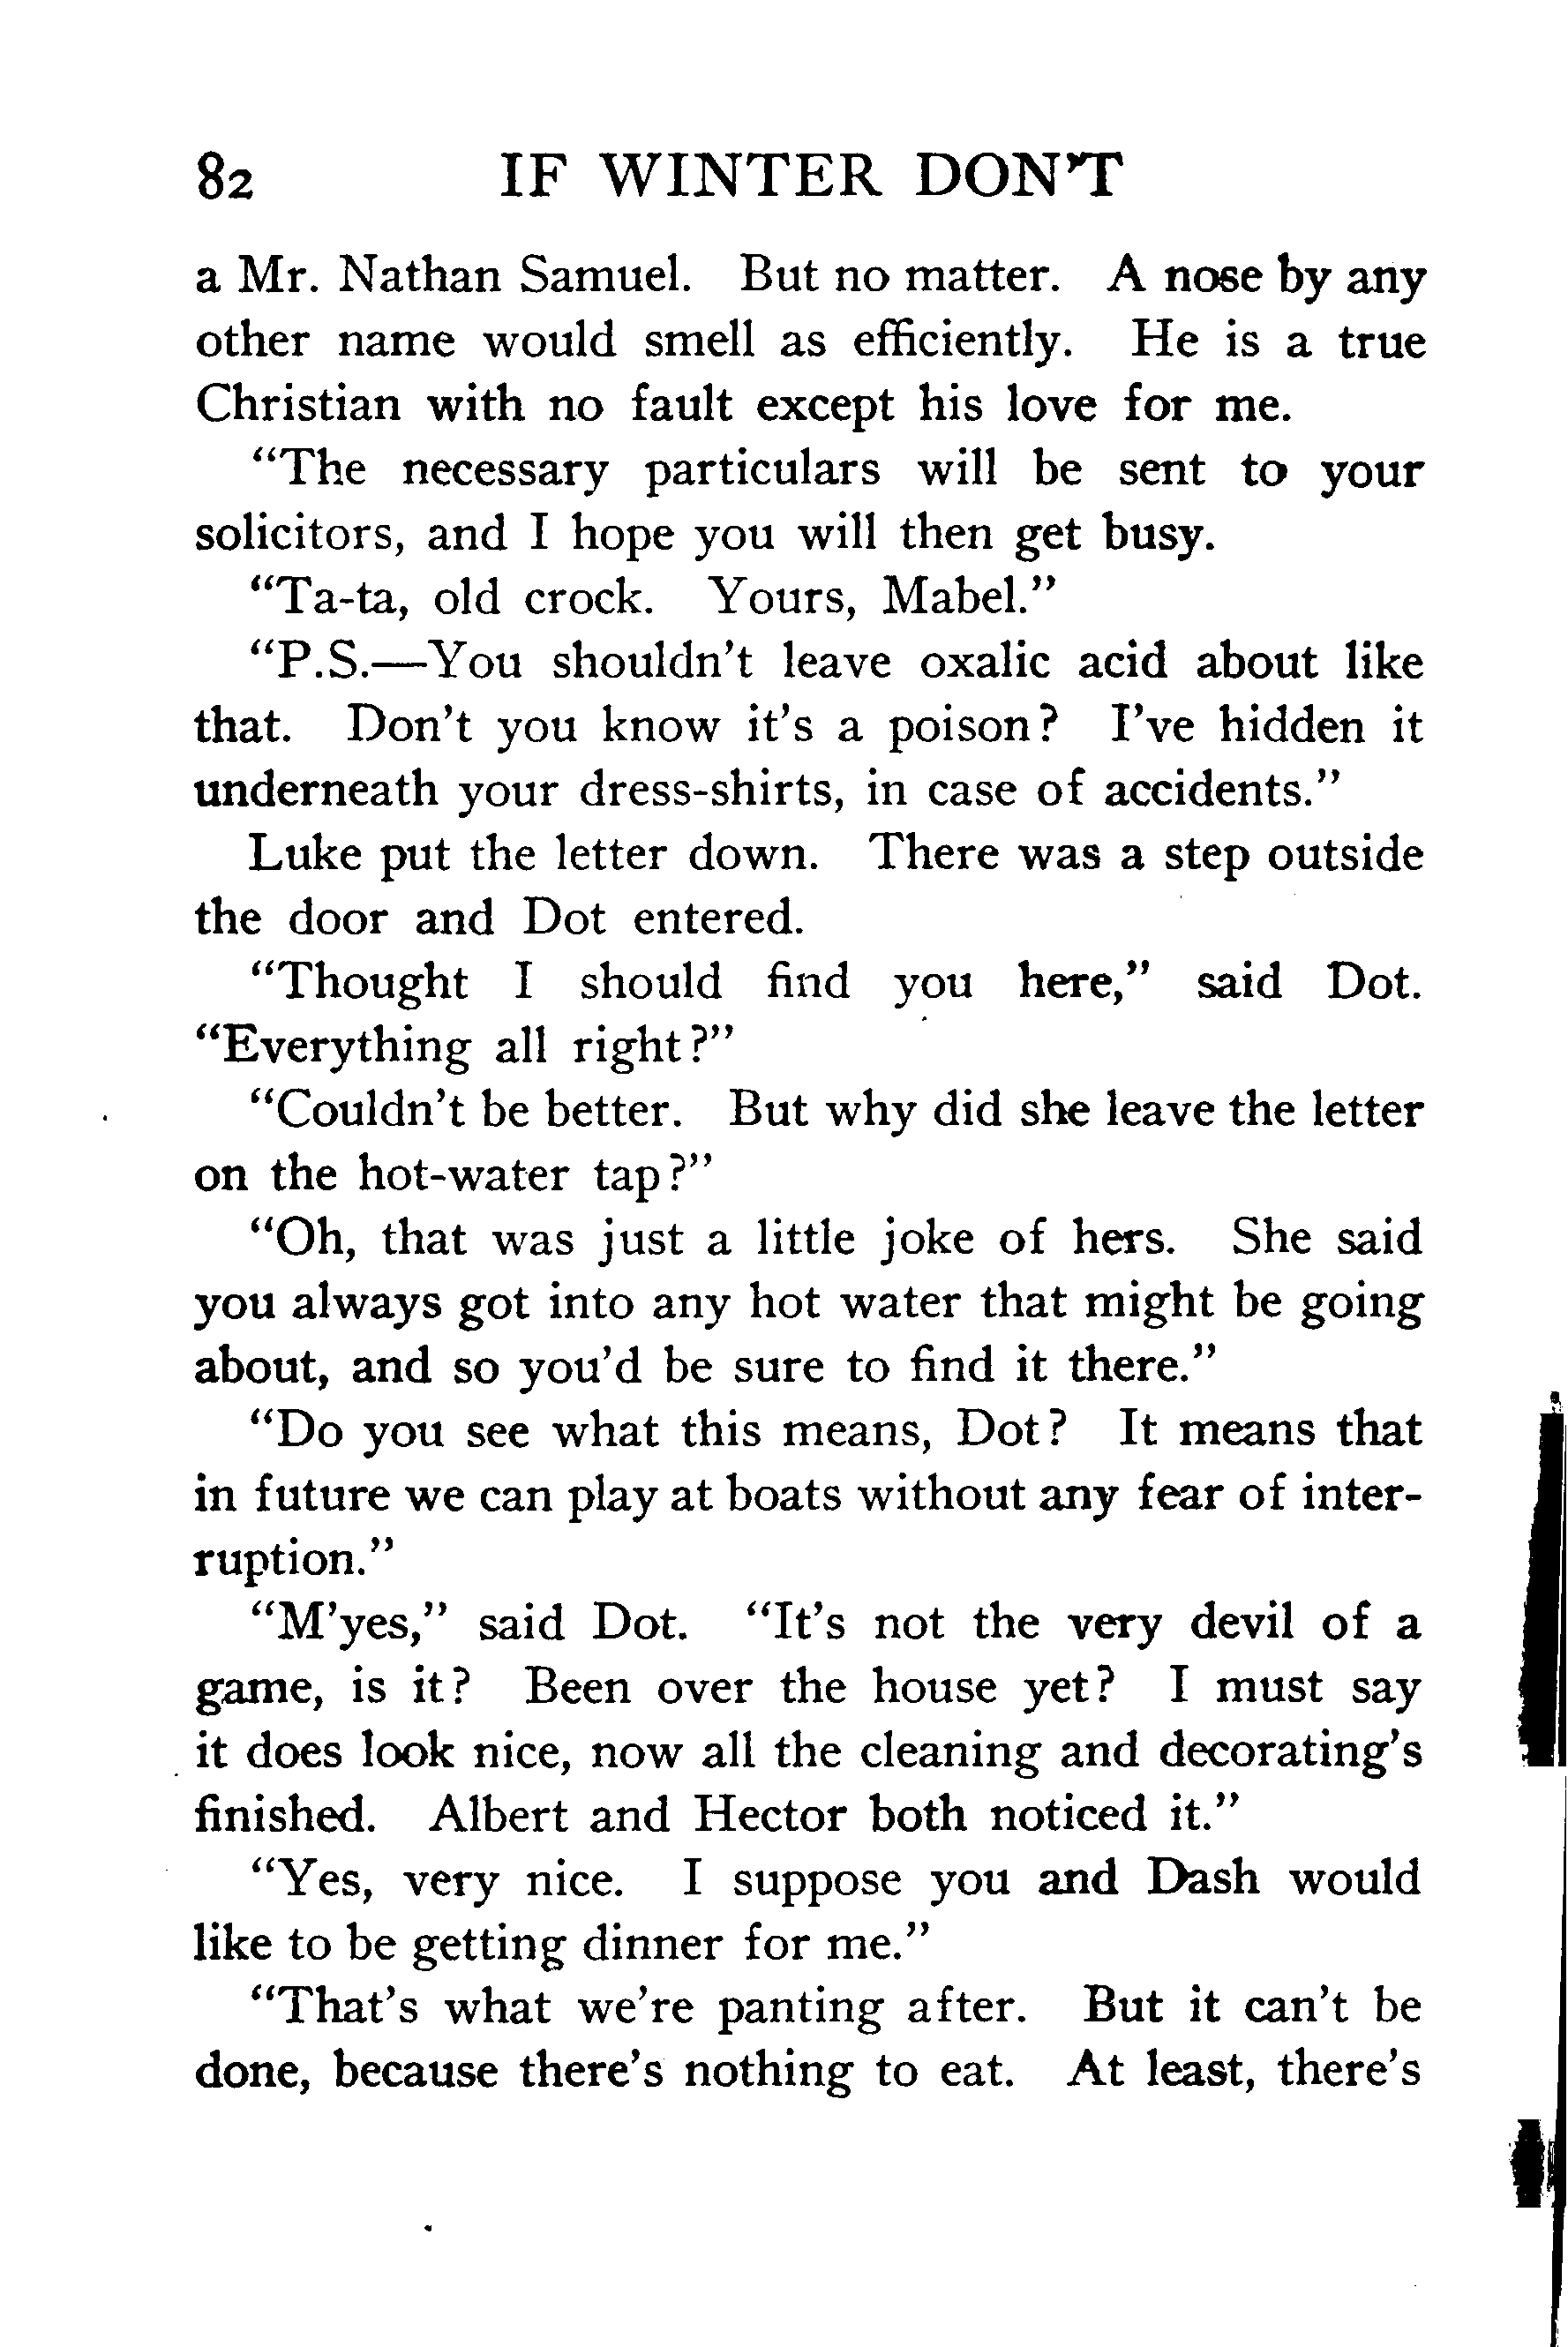 82 IF WINTER DON'T
a Mr. Nathan Samuel. But no matter. A nose by any
other name would smell as efficiently. He is a true
Christian with no fault except his love for me.
“The necessary particulars will be sent to your
solicitors, and I hope you will then get busy.
“Ta-ta, old crock. Yours, Mabel.”
“P.S.—You shouldn't leave oxalic acid about like
that. Don't you know it's a poison? I've hidden it
underneath your dress-shirts, in case of accidents.”
Luke put the letter down. There was a step outside
the door and Dot entered.
“Thought I should find you here,” said Dot.
“Everything all right?”
“Couldn't be better. But why did she leave the letter
on the hot-water tap?”
“Oh, that was just a little joke of hers. She said
you always got into any hot water that might be going
about, and so you'd be sure to find it there.”
“Do you see what this means, Dot? It means that
in future we can play at boats without any fear of inter-
ruption.”
“M'yes,” said Dot. “It's not the very devil of a
game, is it? Been over the house yet? I must say
it does look nice, now all the cleaning and decorating's
finished. Albert and Hector both noticed it.”
“Yes, very nice. I suppose you and Dash would
like to be getting dinner for me.”
“That's what we're panting after. But it can't be
done, because there's nothing to eat. At least, there's